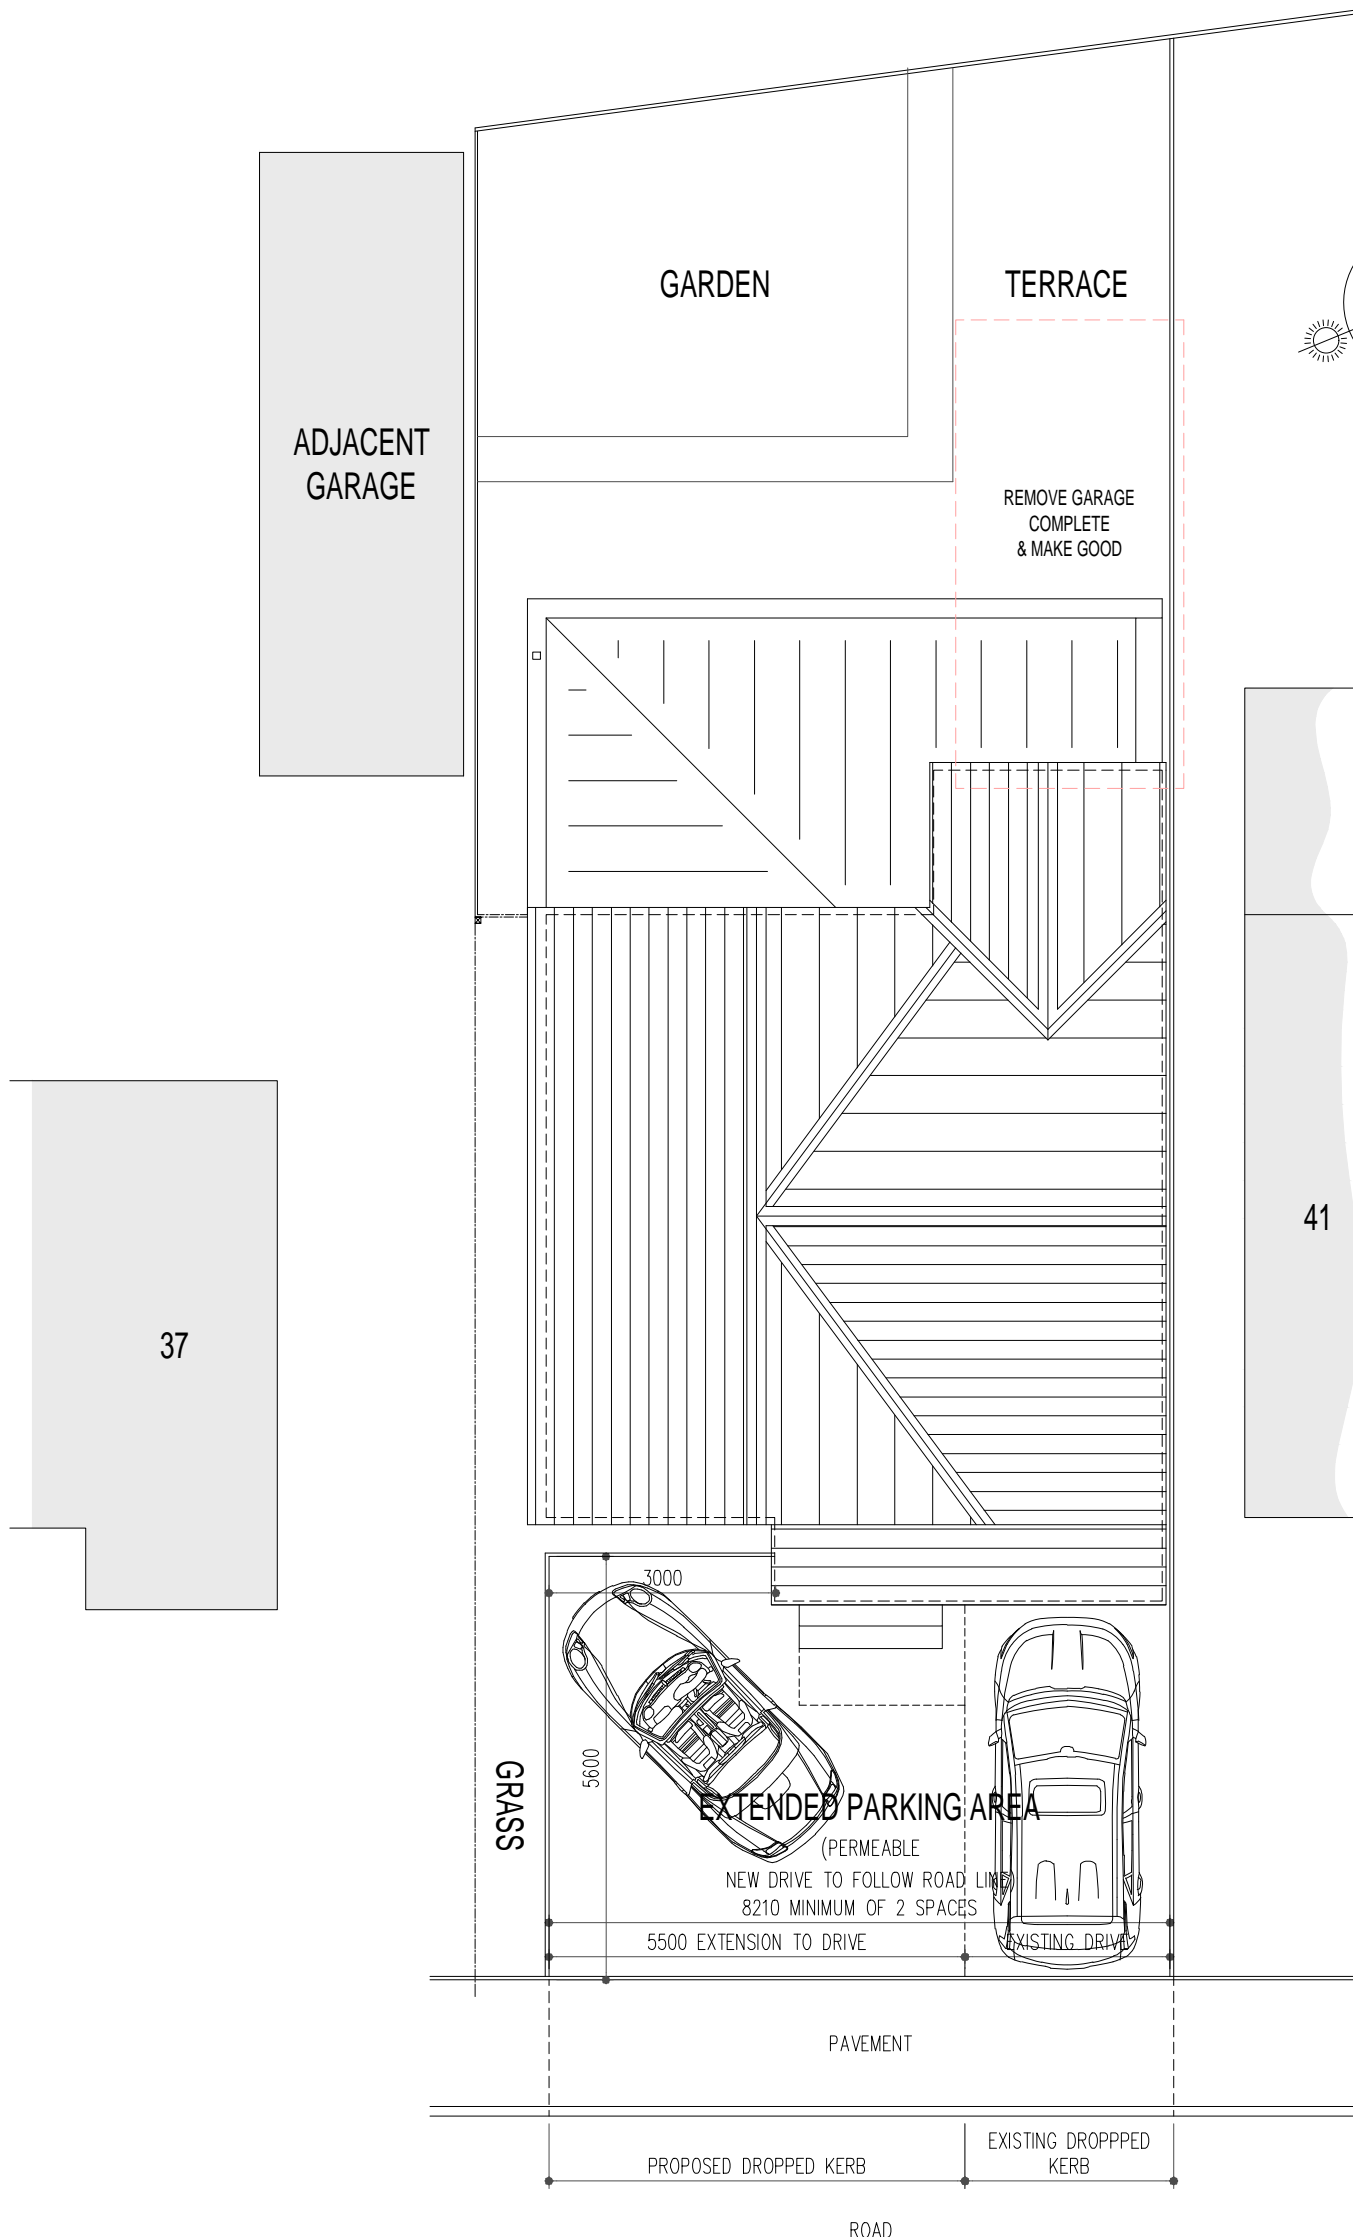 GARDEN
TERRACE
ADJACENT
GARAGE
REMOVE GARAGE
COMPLETE
& MAKE GOOD
41
37
3000
5600
GRASS
EXTENDED PARKING AREA
(PERMEABLE
NEW DRIVE TO FOLLOW ROAD LINE)
8210 MINIMUM OF 2 SPACES
5500 EXTENSION TO DRIVE
EXISTING DRIVE
PAVEMENT
PROPOSED DROPPED KERB
EXISTING DROPPPED
KERB
ROAD